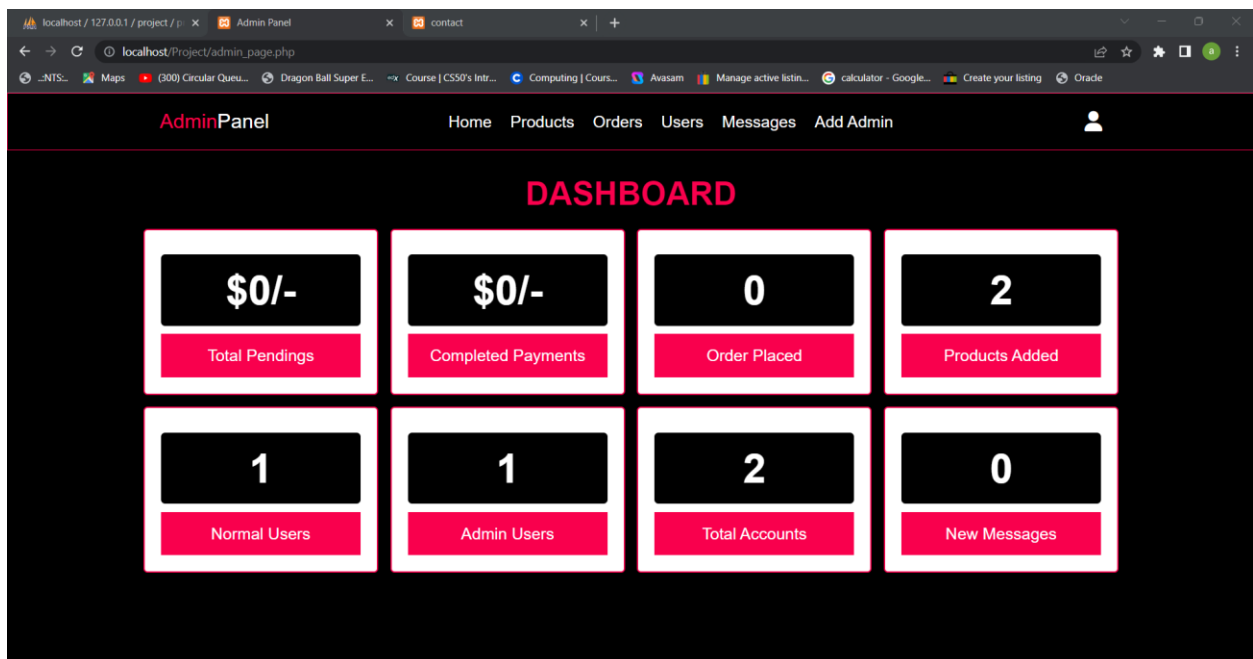 localhost / 127.0.0.1 / project / p
Admin Panel
contact
localhost/Project/admin_page.php
..:NTS:..
Maps
(300) Circular Queu...
Dragon Ball Super E...
Course | CS50's Intr...
Computing | Cours...
Avasam
Manage active listin...
calculator - Google...
Create your listing
Oracle
AdminPanel
Home Products Orders Users Messages Add Admin
DASHBOARD
$0/-
Total Pendings
$0/-
Completed Payments
0
Order Placed
2
Products Added
1
Normal Users
1
Admin Users
2
Total Accounts
0
New Messages